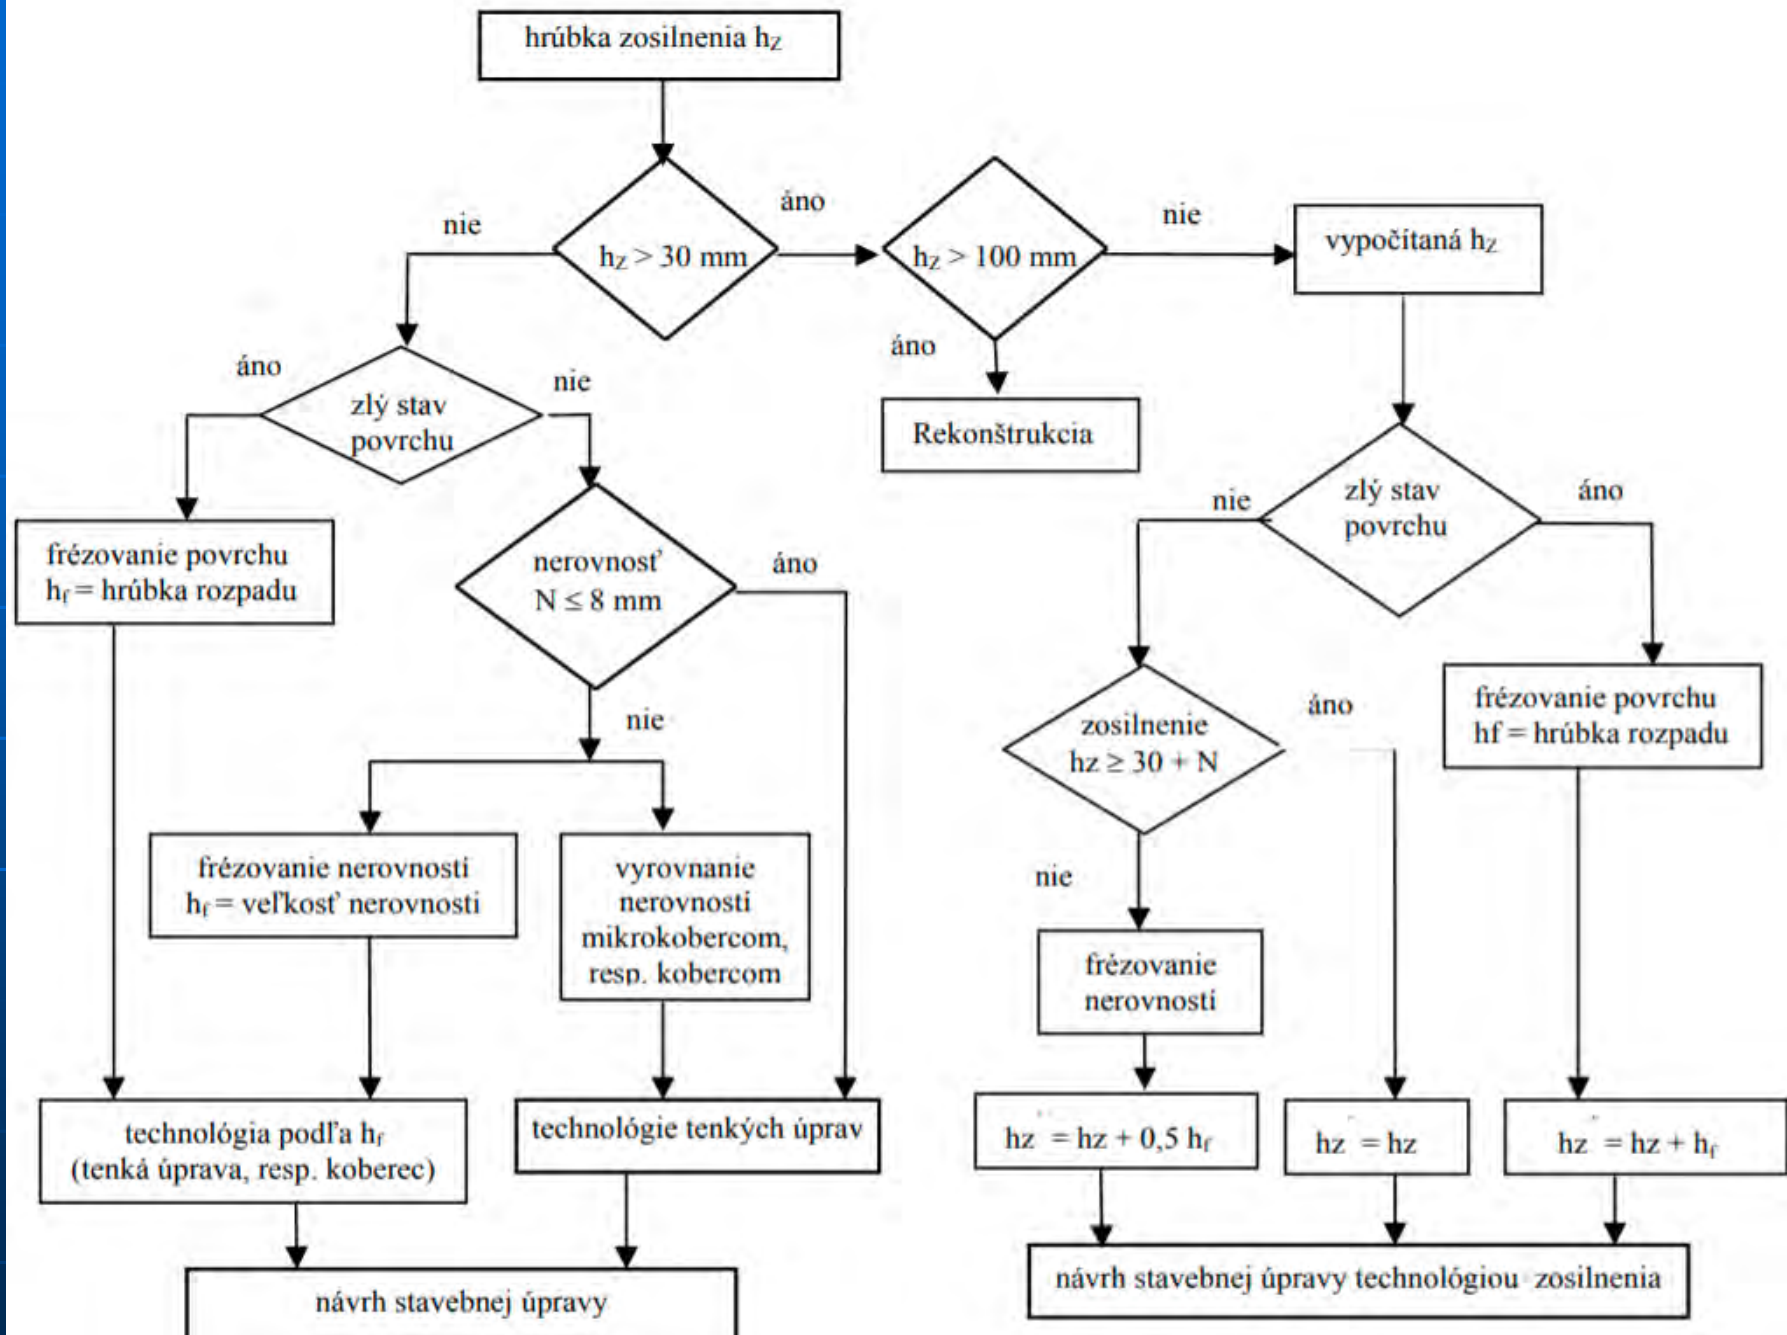 hrúbka zosilnenia hZ
nie
hZ > 30 mm
áno
hZ > 100 mm
nie
vypočítaná hZ
áno
Rekonštrukcia
áno
zlý stav
povrchu
nie
frézovanie povrchu
hf = hrúbka rozpadu
nerovnosť
N ≤ 8 mm
áno
nie
frézovanie nerovností
hf = veľkosť nerovnosti
vyrovnanie
nerovnosti
mikrokobercom,
resp. kobercom
technológia podľa hf
(tenká úprava, resp. koberec)
technológie tenkých úprav
návrh stavebnej úpravy
zlý stav
povrchu
nie
áno
zosilnenie
hz ≥ 30 + N
áno
frézovanie povrchu
hf = hrúbka rozpadu
nie
frézovanie
nerovnosti
hz = hz + 0,5 hf
hz = hz
hz = hz + hf
návrh stavebnej úpravy technológiou zosilnenia